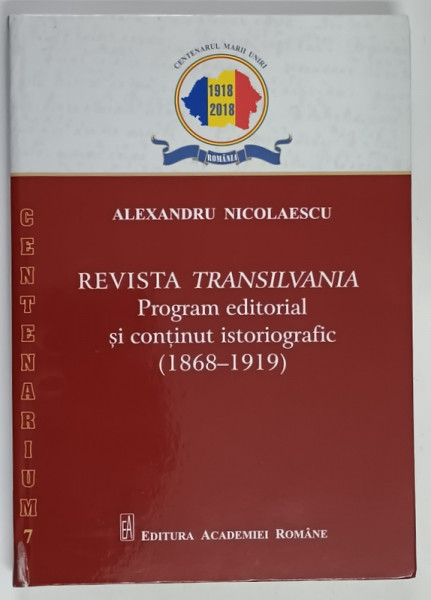 CENTENARUL MARII UNIRI
1918
2018
ROMÂNIA
ALEXANDRU NICOLAESCU
REVISTA TRANSILVANIA
Program editorial
și conținut istoriografic
(1868–1919)
CENTENARIUM 7
EA EDITURA ACADEMIEI ROMÂNE